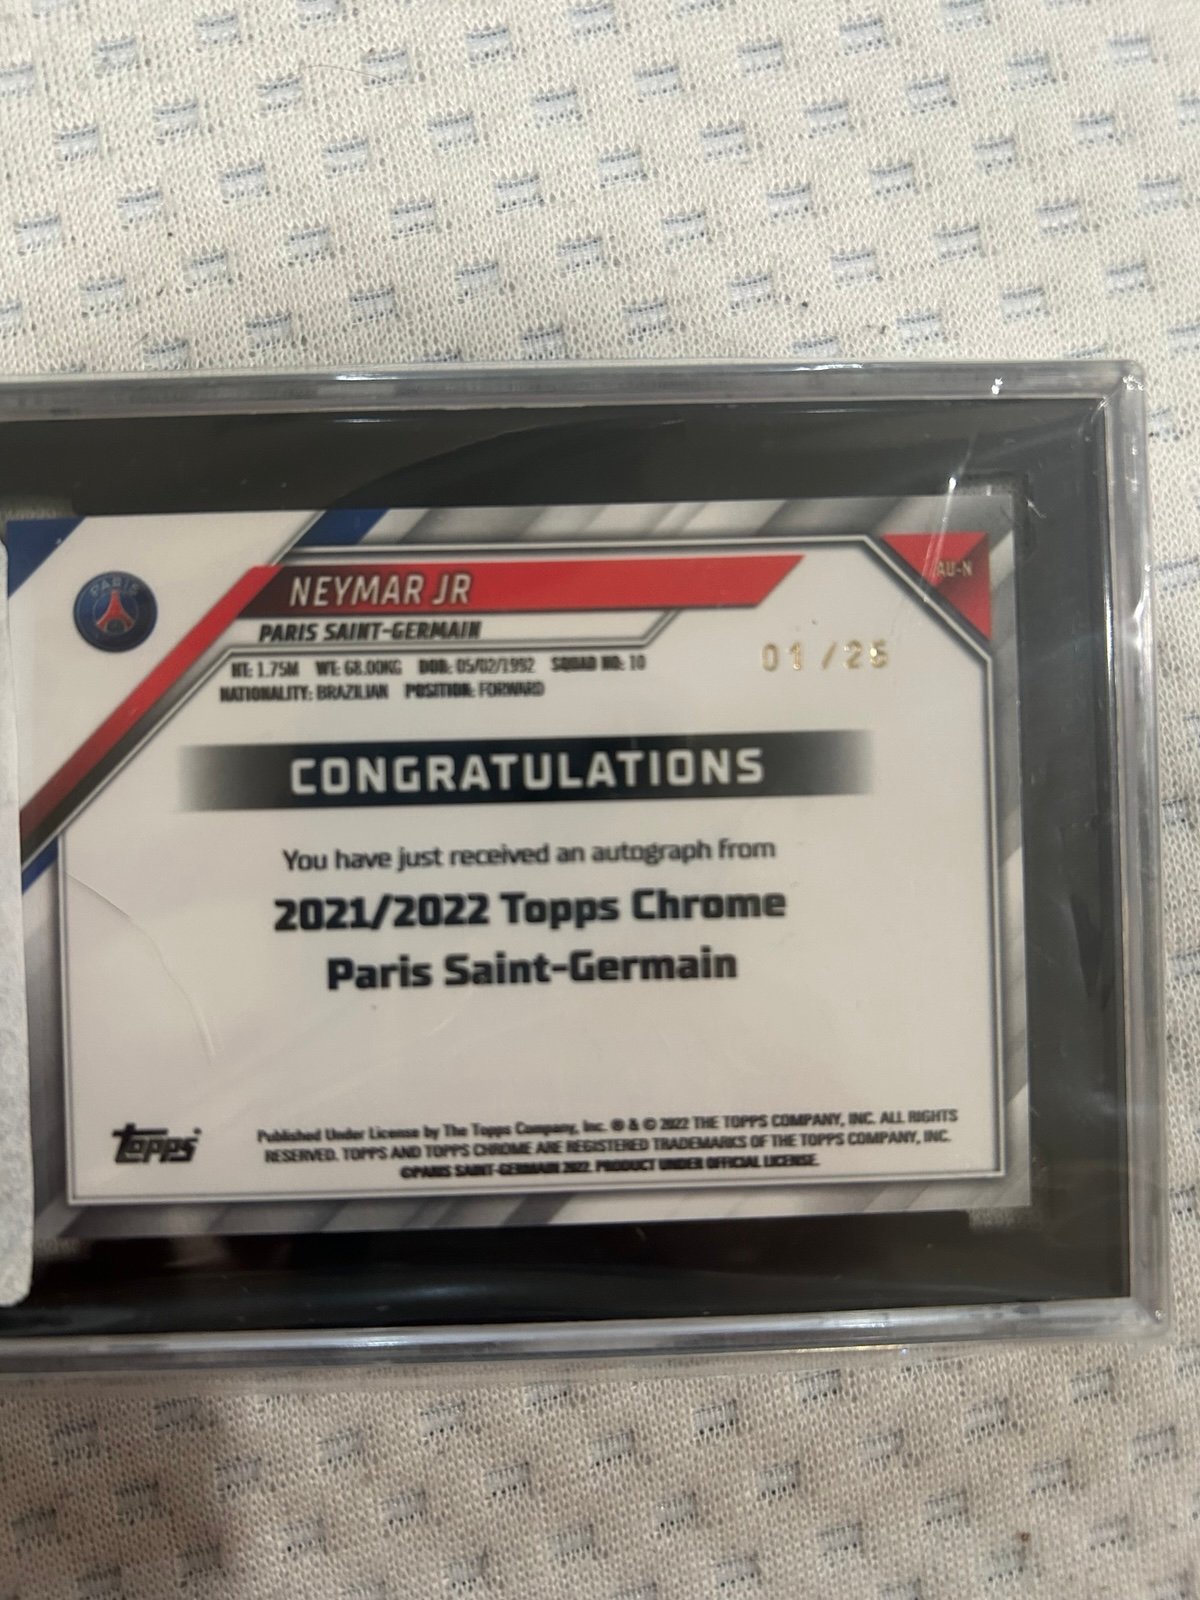 PARIS
NEYMAR JR
AU-N
PARIS SAINT-GERMAIN
HT: 1.75M WT: 68.00KG DOB: 05/02/1992 SQUAD NO: 10
01/25
NATIONALITY: BRAZILIAN POSITION: FORWARD
CONGRATULATIONS
You have just received an autograph from
2021/2022 Topps Chrome
Paris Saint-Germain
topps
Published Under License by The Topps Company, Inc. ® & © 2022 THE TOPPS COMPANY, INC. ALL RIGHTS
RESERVED. TOPPS AND TOPPS CHROME ARE REGISTERED TRADEMARKS OF THE TOPPS COMPANY, INC.
©PARIS SAINT-GERMAIN 2022. PRODUCT UNDER OFFICIAL LICENSE.